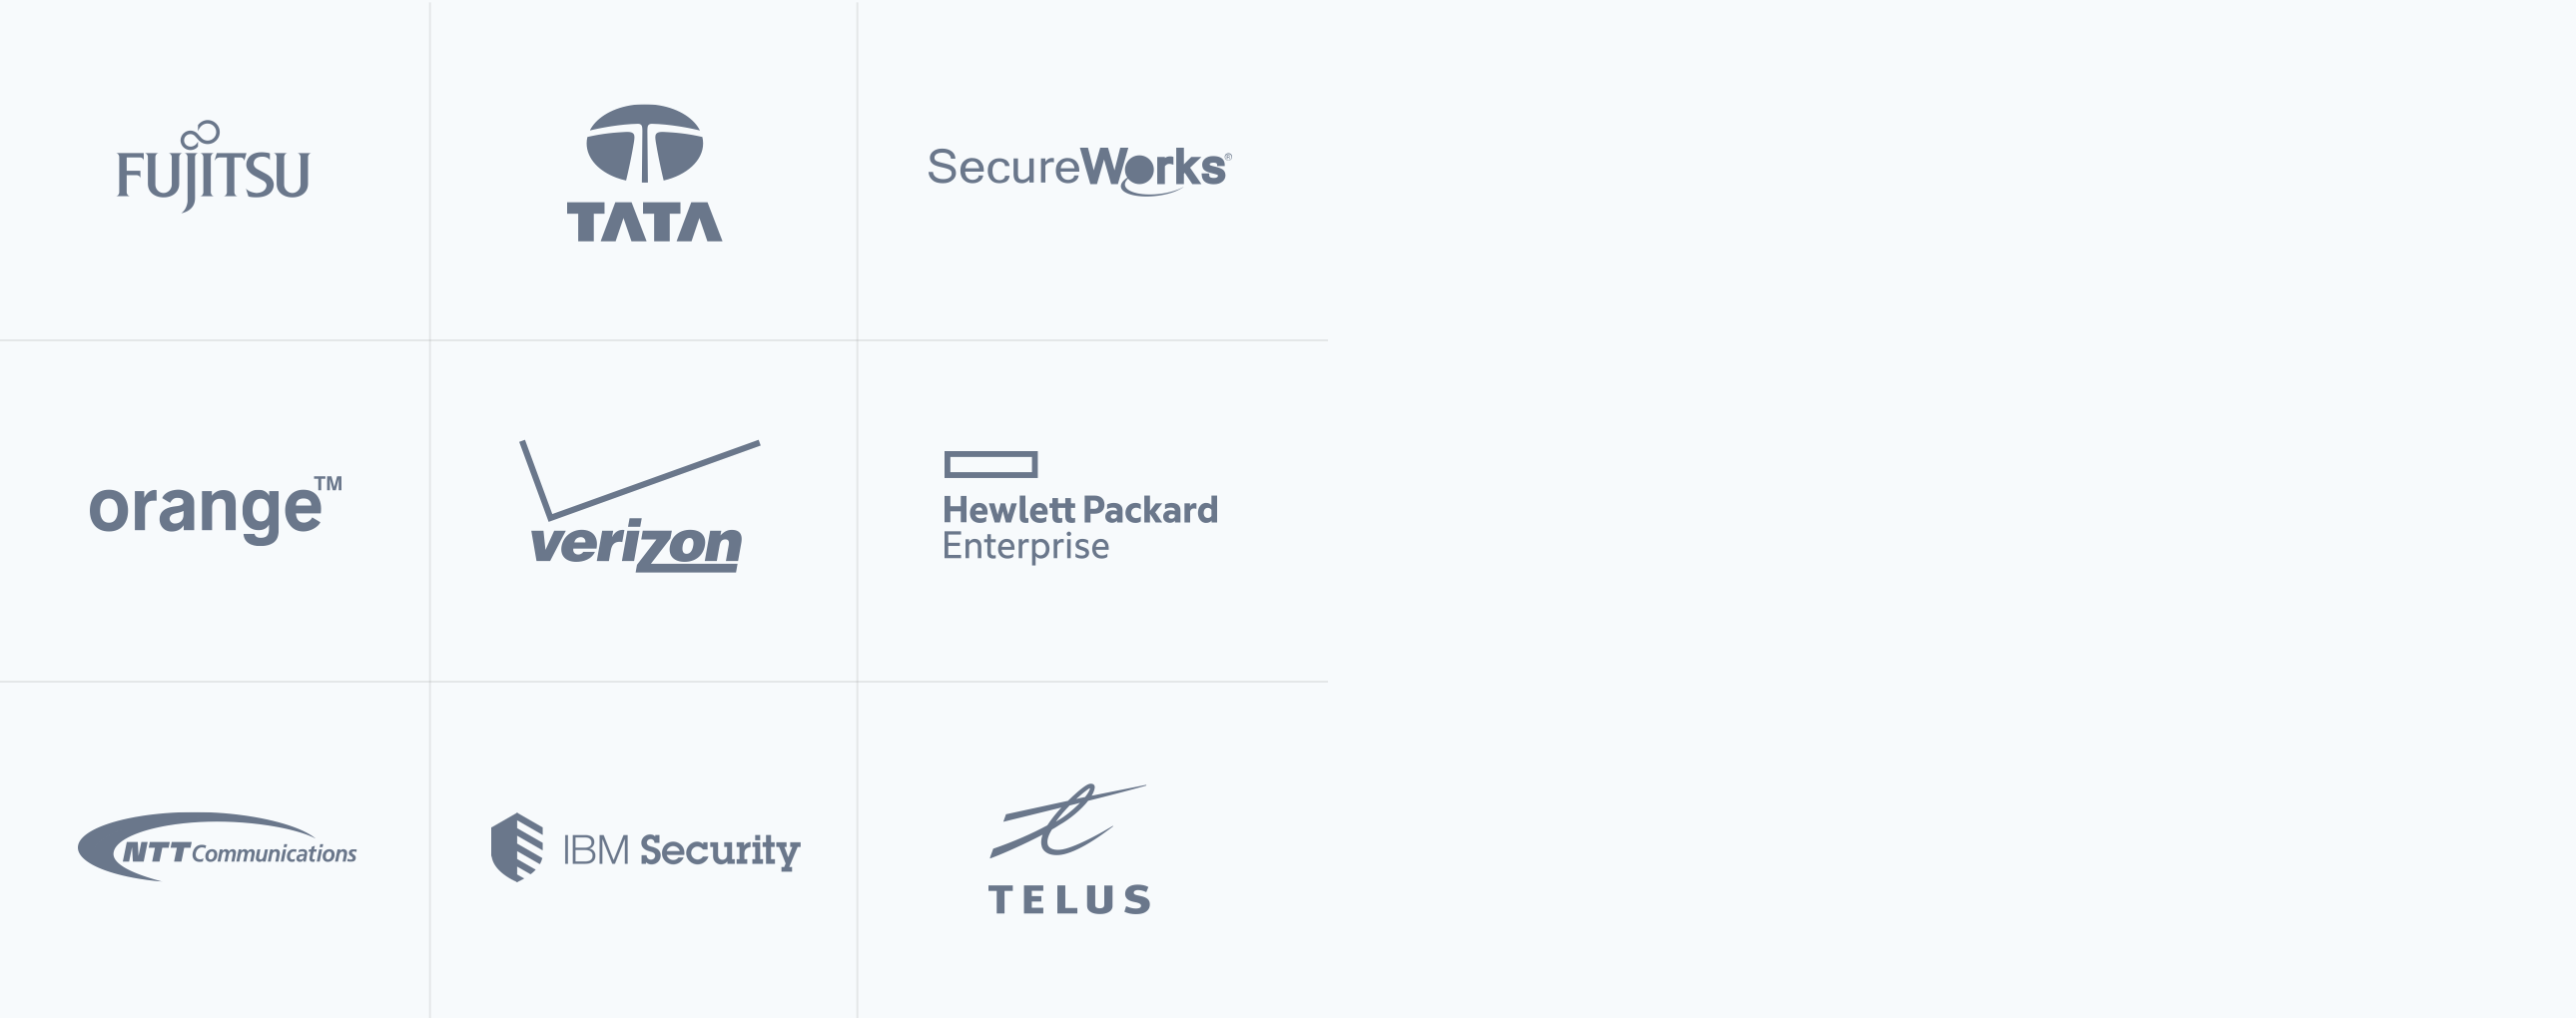 FUJITSU
TATA
SecureWorks®
orange™
verizon
Hewlett Packard
Enterprise
NTT Communications
IBM Security
TELUS